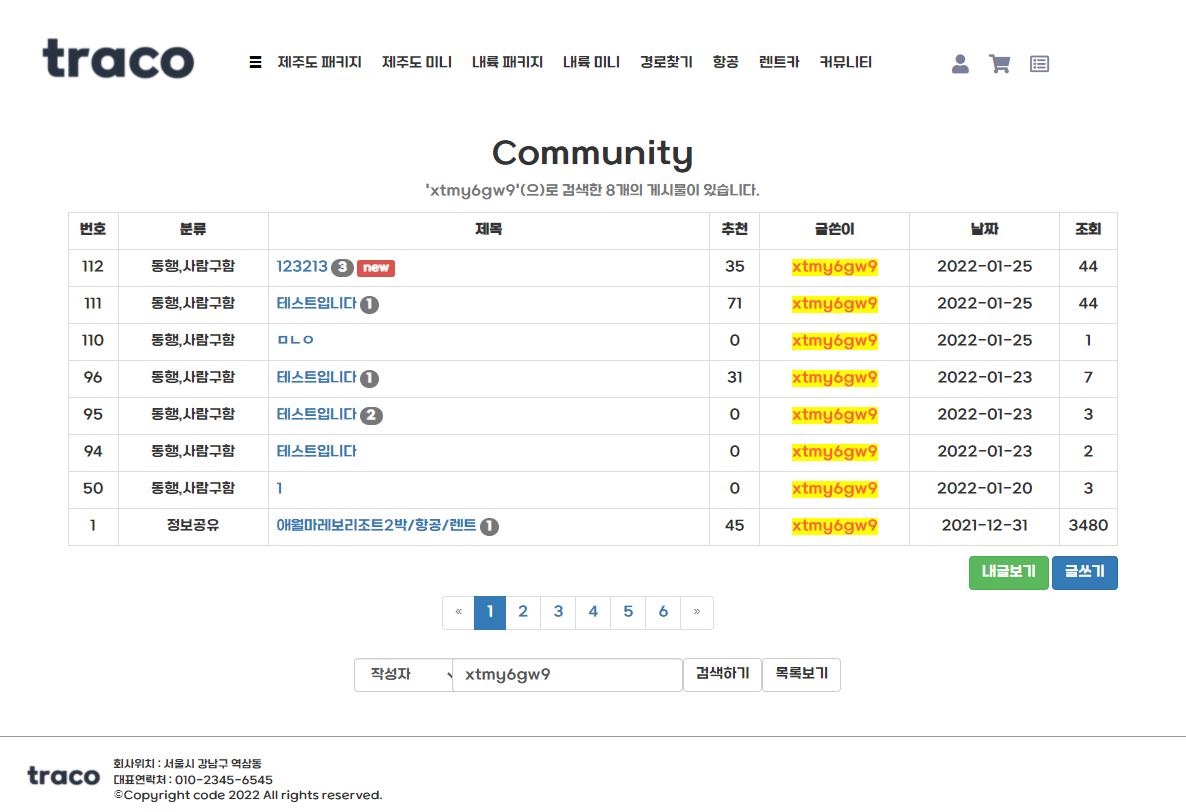 traco
☰ 제주도 패키지 제주도 미니 내륙 패키지 내륙 미니 경로찾기 항공 렌트카 커뮤니티
Community
'xtmy6gw9'(으)로 검색한 8개의 게시물이 있습니다.
번호 분류 제목 추천 글쓴이 날짜 조회
112 동행,사람구함 123213 3 new 35 xtmy6gw9 2022-01-25 44
111 동행,사람구함 테스트입니다 1 71 xtmy6gw9 2022-01-25 44
110 동행,사람구함 ㅁㄴㅇ 0 xtmy6gw9 2022-01-25 1
96 동행,사람구함 테스트입니다 1 31 xtmy6gw9 2022-01-23 7
95 동행,사람구함 테스트입니다 2 0 xtmy6gw9 2022-01-23 3
94 동행,사람구함 테스트입니다 0 xtmy6gw9 2022-01-23 2
50 동행,사람구함 1 0 xtmy6gw9 2022-01-20 3
1 정보공유 애월마레보리조트2박/항공/렌트 1 45 xtmy6gw9 2021-12-31 3480
내글보기 글쓰기
« 1 2 3 4 5 6 »
작성자 xtmy6gw9 검색하기 목록보기
traco
회사위치 : 서울시 강남구 역삼동
대표연락처 : 010-2345-6545
©Copyright code 2022 All rights reserved.